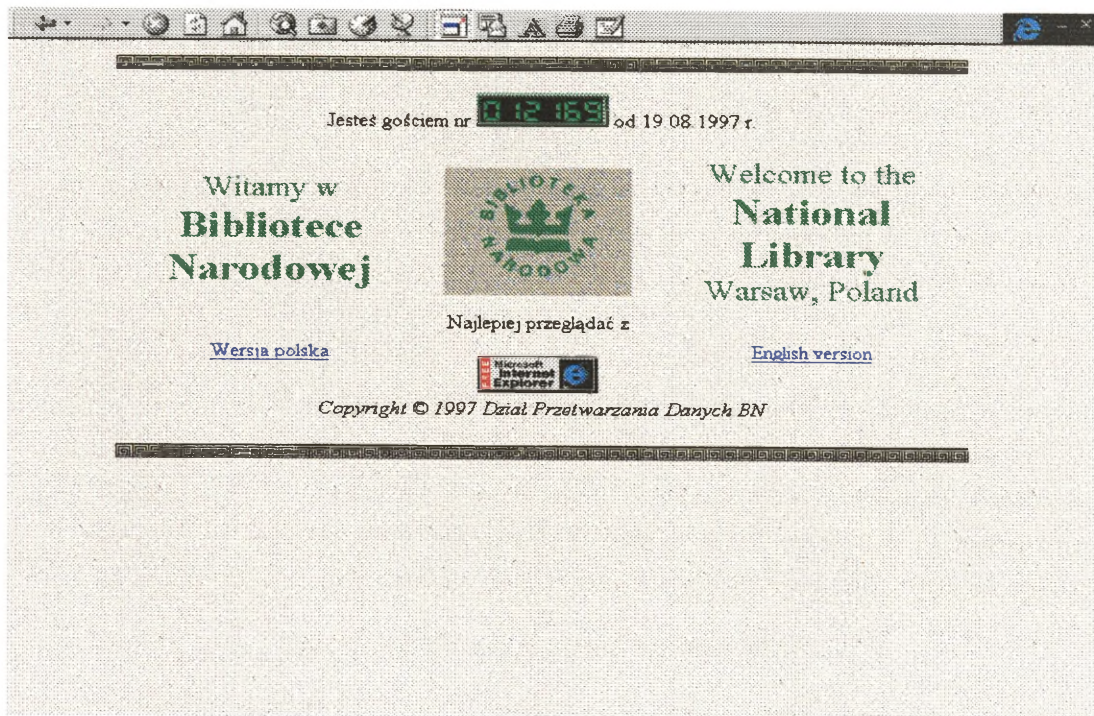 Jesteś gościem nr 012169 od 19.08.1997 r.
Witamy w
Bibliotece
Narodowej
BIBLIOTEKA
NARODOWA
Welcome to the
National
Library
Warsaw, Poland
Najlepiej przeglądać z
Wersja polska
English version
FREE
Microsoft
Internet
Explorer
Copyright © 1997 Dział Przetwarzania Danych BN